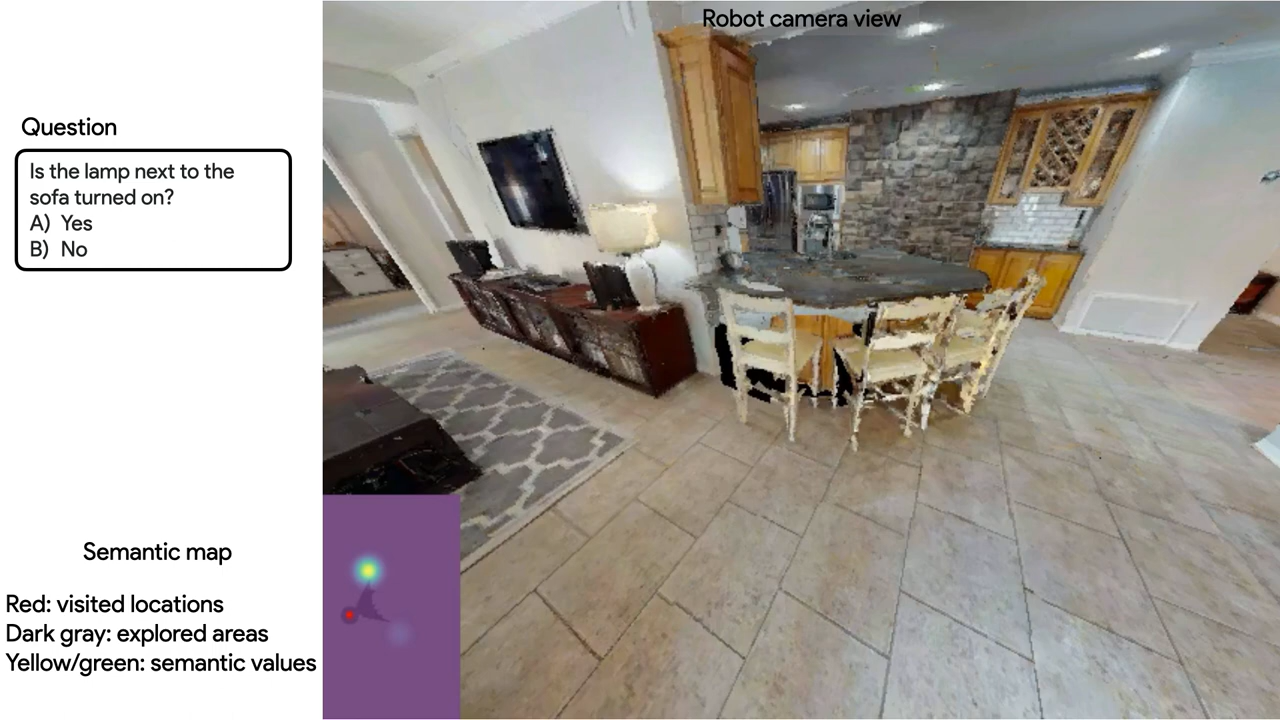 Robot camera view
Question
Is the lamp next to the
sofa turned on?
A) Yes
B) No
Semantic map
Red: visited locations
Dark gray: explored areas
Yellow/green: semantic values